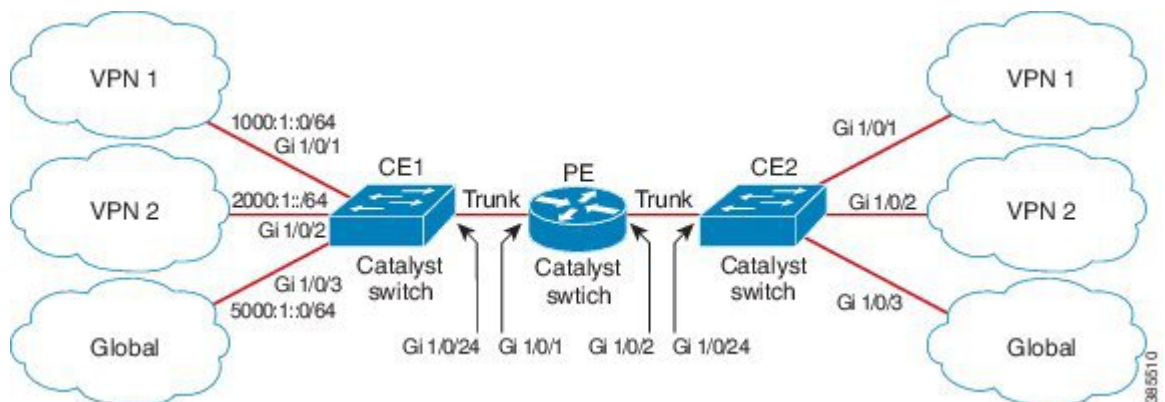 VPN 1
1000:1::0/64
Gi 1/0/1
VPN 2
2000:1::/64
Gi 1/0/2
Gi 1/0/3
5000:1::0/64
Global
CE1
Catalyst
switch
Trunk
Gi 1/0/24
Gi 1/0/1
PE
Catalyst
swtich
Trunk
Gi 1/0/2
Gi 1/0/24
CE2
Catalyst
switch
Gi 1/0/1
VPN 1
Gi 1/0/2
VPN 2
Gi 1/0/3
Global
385510